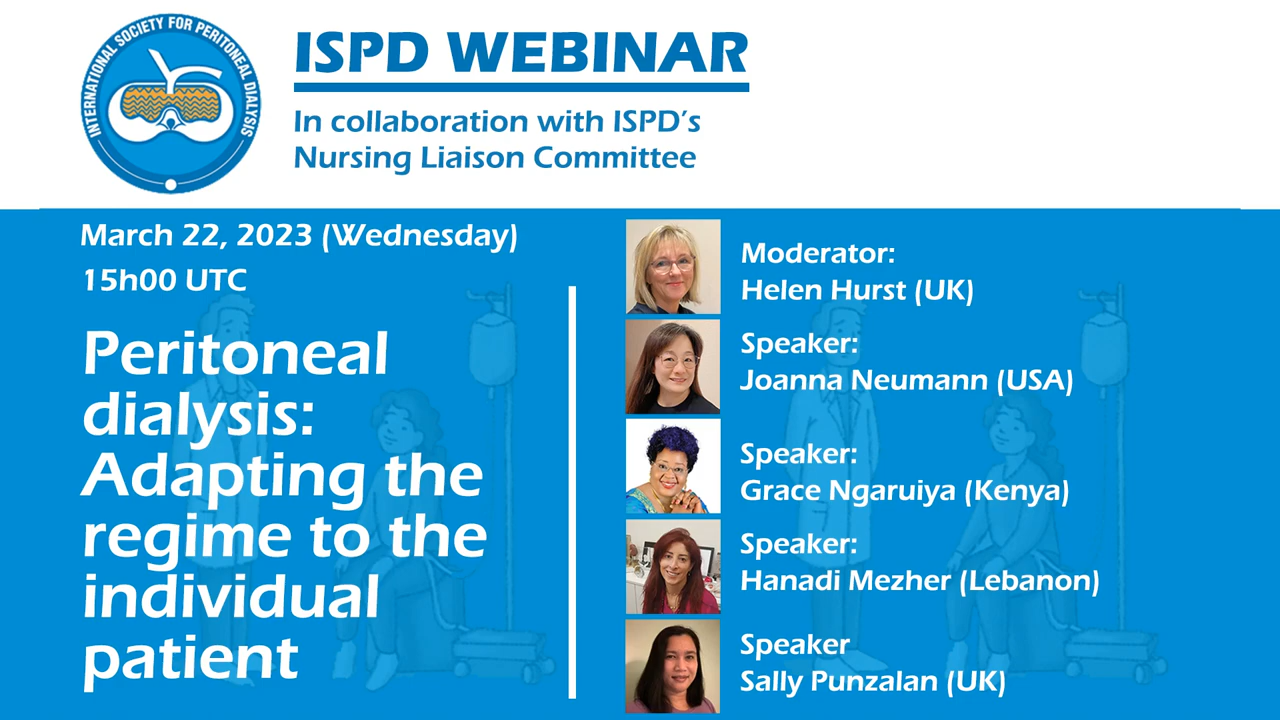 INTERNATIONAL SOCIETY FOR PERITONEAL DIALYSIS
ISPD WEBINAR
In collaboration with ISPD's
Nursing Liaison Committee
March 22, 2023 (Wednesday)
15h00 UTC
Peritoneal
dialysis:
Adapting the
regime to the
individual
patient
Moderator:
Helen Hurst (UK)
Speaker:
Joanna Neumann (USA)
Speaker:
Grace Ngaruiya (Kenya)
Speaker:
Hanadi Mezher (Lebanon)
Speaker
Sally Punzalan (UK)